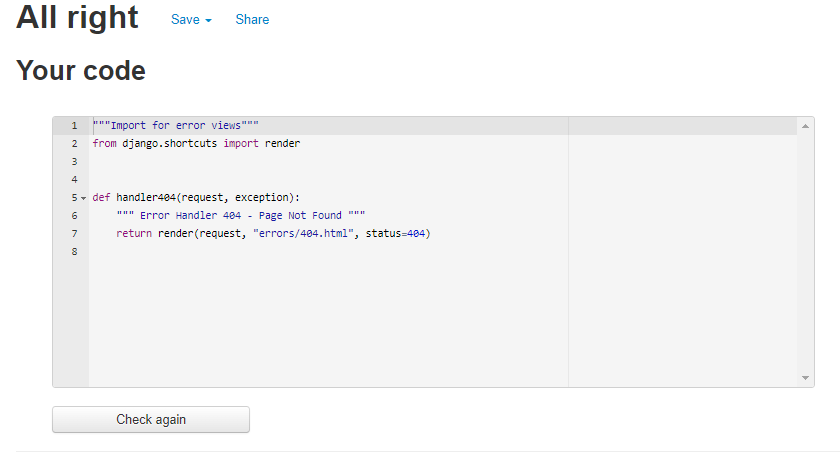 All right Save Share
Your code
1 """Import for error views"""
2 from django.shortcuts import render
3
4
5 def handler404(request, exception):
6     """ Error Handler 404 - Page Not Found """
7     return render(request, "errors/404.html", status=404)
8
Check again